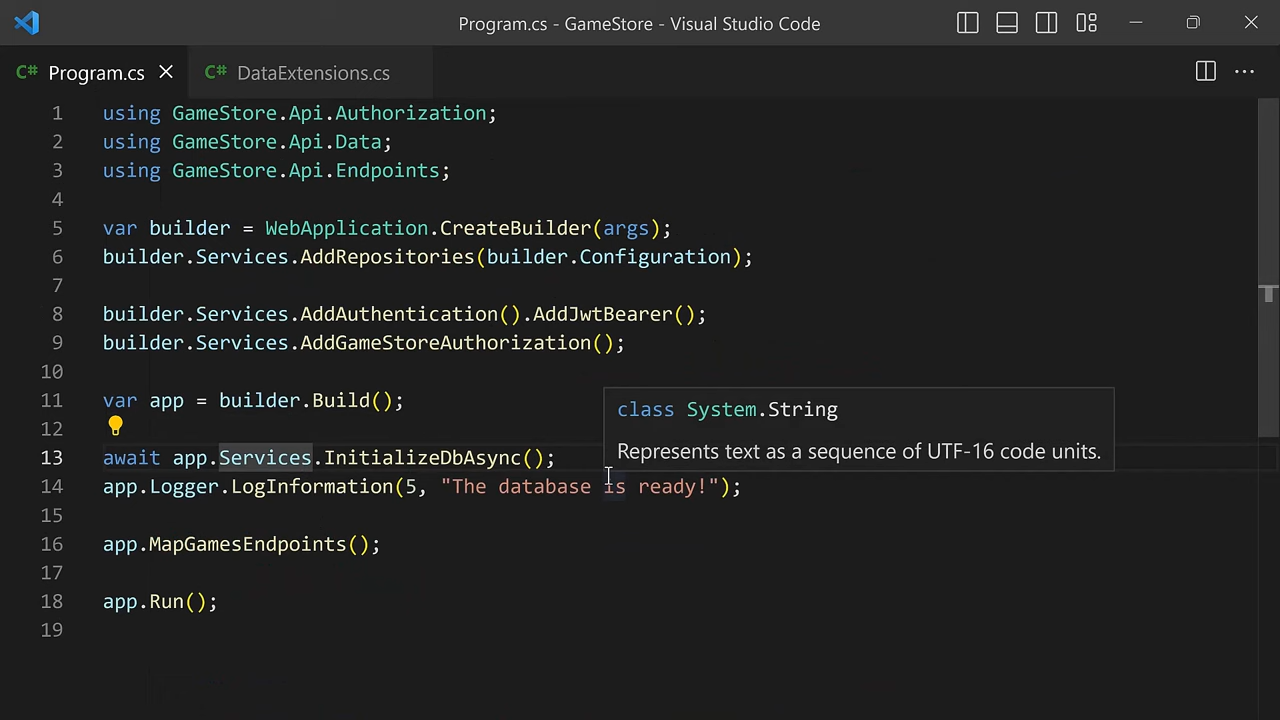 Program.cs - GameStore - Visual Studio Code
C# Program.cs
C# DataExtensions.cs
1 using GameStore.Api.Authorization;
2 using GameStore.Api.Data;
3 using GameStore.Api.Endpoints;
4
5 var builder = WebApplication.CreateBuilder(args);
6 builder.Services.AddRepositories(builder.Configuration);
7
8 builder.Services.AddAuthentication().AddJwtBearer();
9 builder.Services.AddGameStoreAuthorization();
10
11 var app = builder.Build();
class System.String
12
Represents text as a sequence of UTF-16 code units.
13 await app.Services.InitializeDbAsync();
14 app.Logger.LogInformation(5, "The database is ready!");
15
16 app.MapGamesEndpoints();
17
18 app.Run();
19